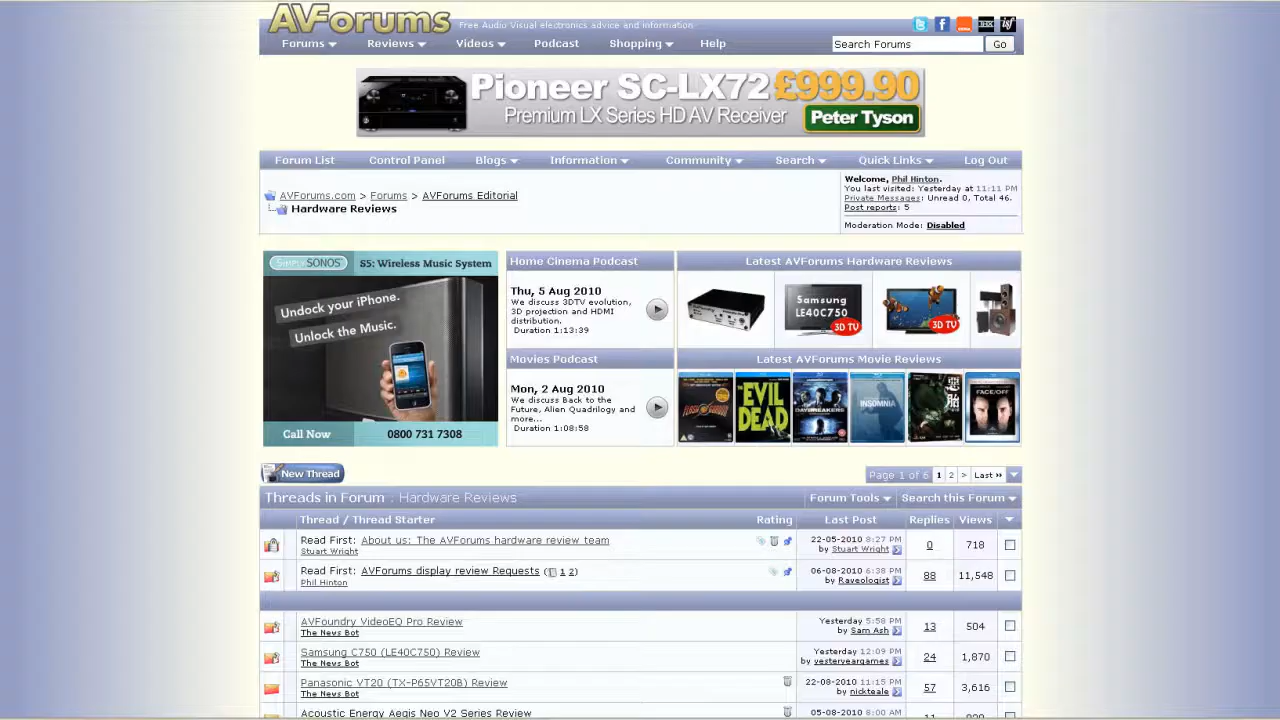 AVForums Free Audio Visual electronics advice and information
Forums Reviews Videos Podcast Shopping Help Search Forums Go
Pioneer SC-LX72 £999.90
Premium LX Series HD AV Receiver Peter Tyson
Forum List Control Panel Blogs Information Community Search Quick Links Log Out
AVForums.com > Forums > AVForums Editorial
Hardware Reviews
Welcome, Phil Hinton.
You last visited: Yesterday at 11:11 PM
Private Messages: Unread 0, Total 46.
Post reports: 5
Moderation Mode: Disabled
SONOS S5: Wireless Music System
Undock your iPhone.
Unlock the Music.
Call Now 0800 731 7308
Home Cinema Podcast
Thu, 5 Aug 2010
We discuss 3DTV evolution,
3D projection and HDMI
distribution.
Duration 1:13:39
Movies Podcast
Mon, 2 Aug 2010
We discuss Back to the
Future, Alien Quadrilogy and
more...
Duration 1:08:58
Latest AVForums Hardware Reviews
Samsung
LE40C750
3D TV
3D TV
Latest AVForums Movie Reviews
THE EVIL DEAD
DAYBREAKERS
INSOMNIA
FACE/OFF
New Thread
Page 1 of 6 1 2 > Last »
Threads in Forum : Hardware Reviews Forum Tools Search this Forum
Thread / Thread Starter Rating Last Post Replies Views
Read First: About us: The AVForums hardware review team 22-05-2010 8:27 PM 0 718
Stuart Wright by Stuart Wright
Read First: AVForums display review Requests ( 1 2) 06-08-2010 6:38 PM 88 11,548
Phil Hinton by Raveologist
AVFoundry VideoEQ Pro Review Yesterday 5:58 PM 13 504
The News Bot by Sam Ash
Samsung C750 (LE40C750) Review Yesterday 12:09 PM 24 1,870
The News Bot by yesteryeargames
Panasonic VT20 (TX-P65VT20B) Review 22-08-2010 11:15 PM 57 3,616
The News Bot by nickteale
Acoustic Energy Aegis Neo V2 Series Review 05-08-2010 8:00 AM